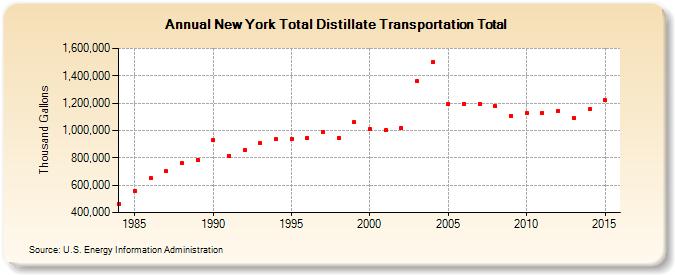 Annual New York Total Distillate Transportation Total
Thousand Gallons
1,600,000
1,400,000
1,200,000
1,000,000
800,000
600,000
400,000
1985 1990 1995 2000 2005 2010 2015
Source: U.S. Energy Information Administration